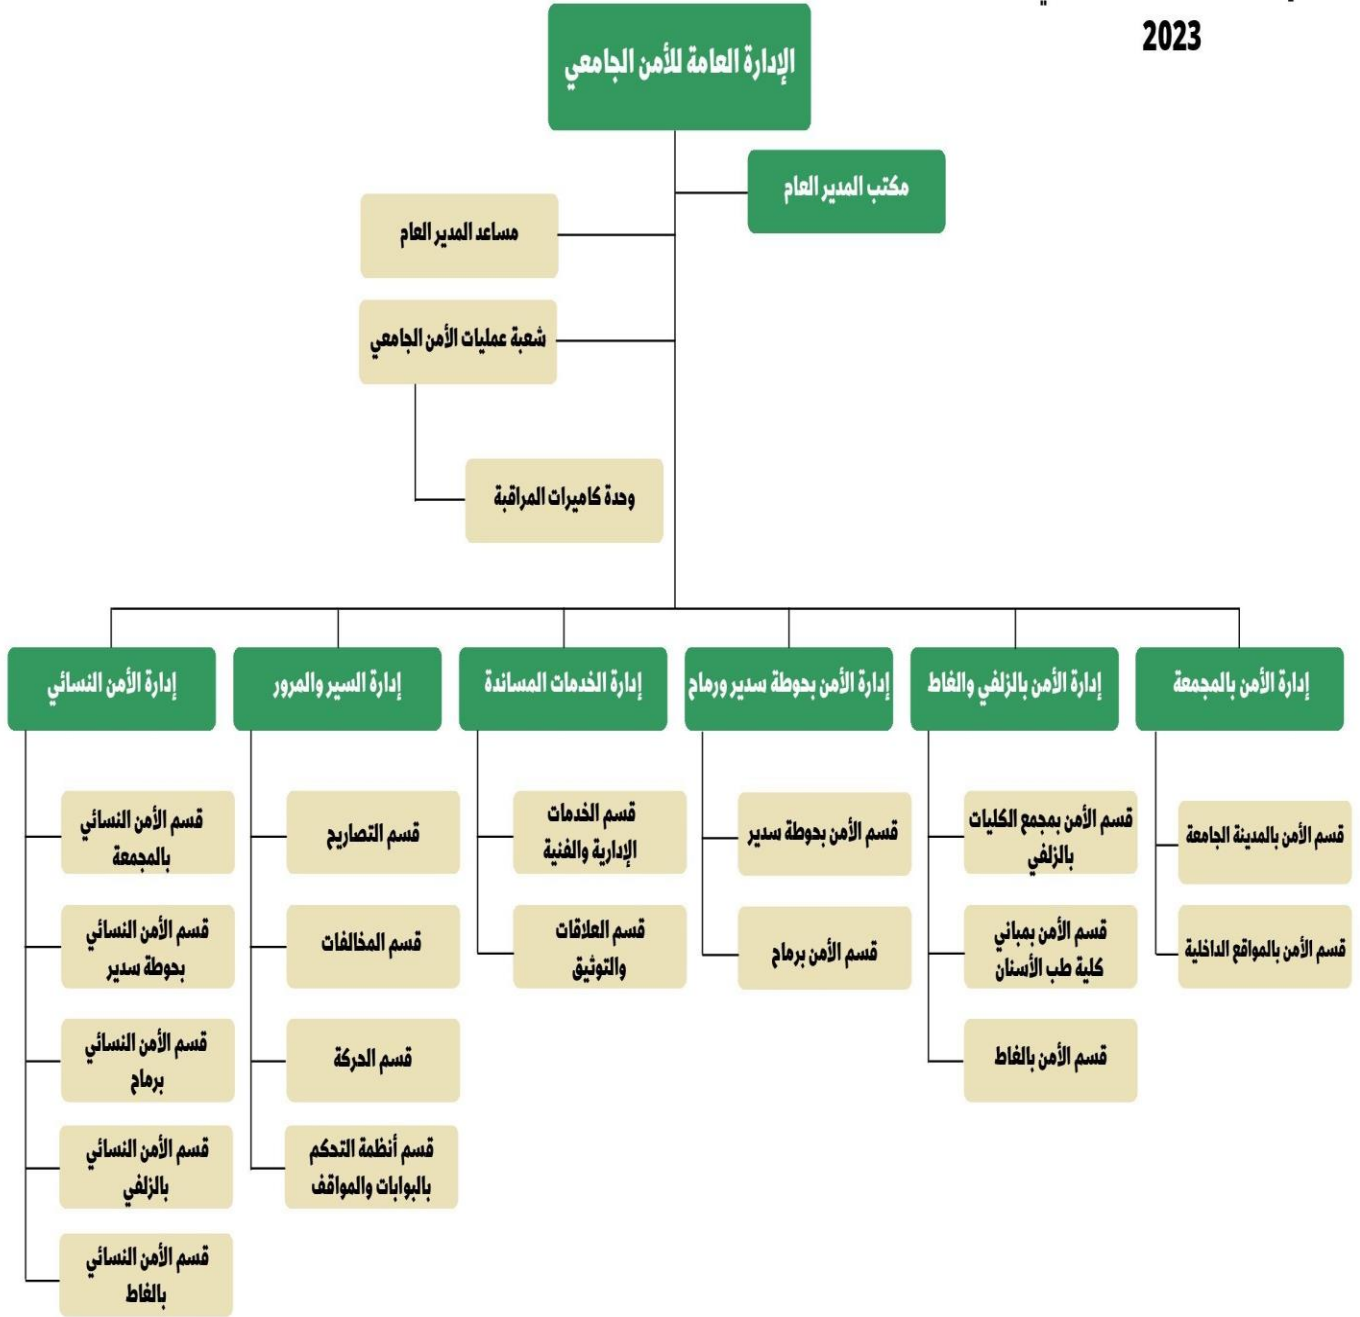 2023
الإدارة العامة للأمن الجامعي
مكتب المدير العام
مساعد المدير العام
شعبة عمليات الأمن الجامعي
وحدة كاميرات المراقبة
إدارة الأمن بالمجمعة
إدارة الأمن بالزلفي والغاط
إدارة الأمن بحوطة سدير ورماح
إدارة الخدمات المساندة
إدارة السير والمرور
إدارة الأمن النسائي
قسم الأمن بالمدينة الجامعة
قسم الأمن بالمواقع الداخلية
قسم الأمن بمجمع الكليات
بالزلفي
قسم الأمن بمباني
كلية طب الأسنان
قسم الأمن بالغاط
قسم الأمن بحوطة سدير
قسم الأمن برماح
قسم الخدمات
الإدارية والفنية
قسم العلاقات
والتوثيق
قسم التصاريح
قسم المخالفات
قسم الحركة
قسم أنظمة التحكم
بالبوابات والمواقف
قسم الأمن النسائي
بالمجمعة
قسم الأمن النسائي
بحوطة سدير
قسم الأمن النسائي
برماح
قسم الأمن النسائي
بالزلفي
قسم الأمن النسائي
بالغاط